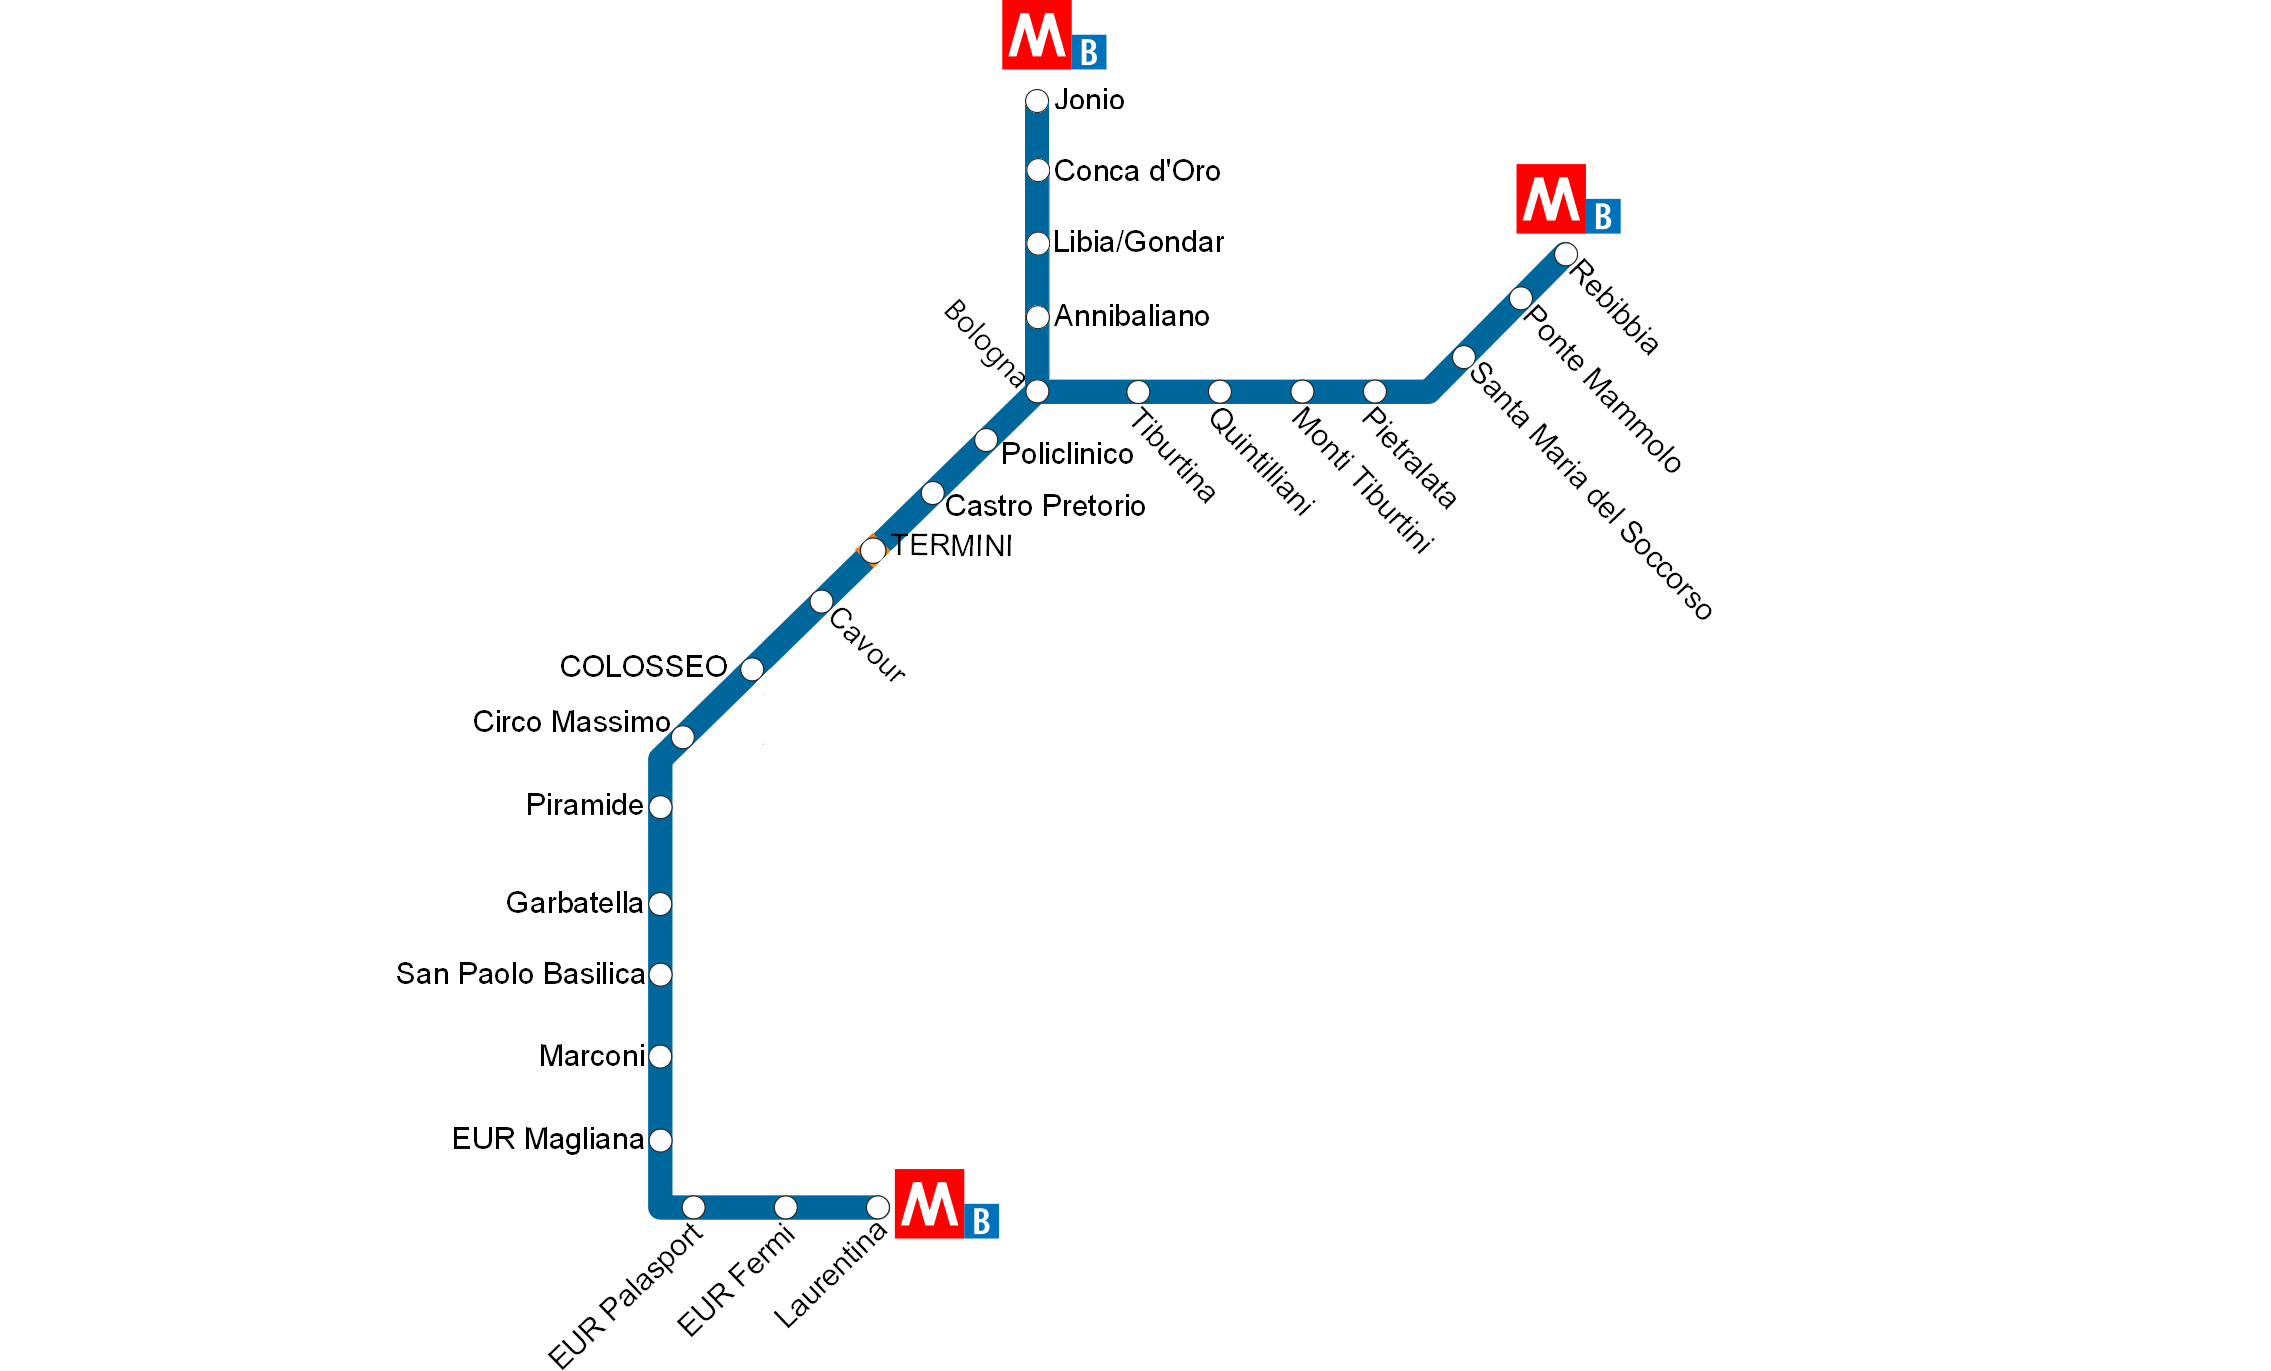 M B
Jonio
Conca d'Oro
Libia/Gondar
Annibaliano
Bologna
M B
Rebibbia
Ponte Mammolo
Santa Maria del Soccorso
Pietralata
Monti Tiburtini
Quintilliani
Tiburtina
Policlinico
Castro Pretorio
TERMINI
Cavour
COLOSSEO
Circo Massimo
Piramide
Garbatella
San Paolo Basilica
Marconi
EUR Magliana
EUR Palasport
EUR Fermi
Laurentina
M B